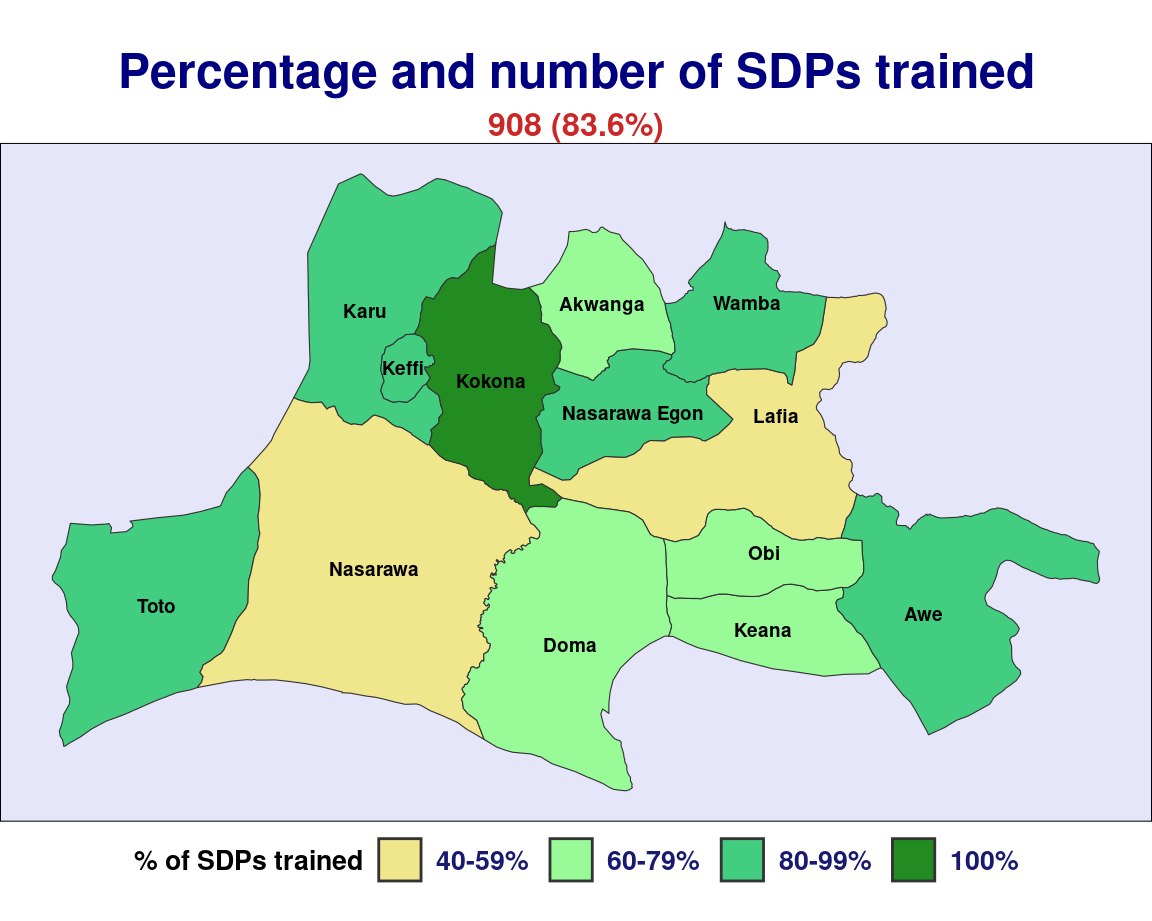 Percentage and number of SDPs trained
908 (83.6%)
Karu
Akwanga
Wamba
Keffi
Kokona
Nasarawa Egon
Lafia
Nasarawa
Obi
Toto
Awe
Keana
Doma
% of SDPs trained 40-59% 60-79% 80-99% 100%